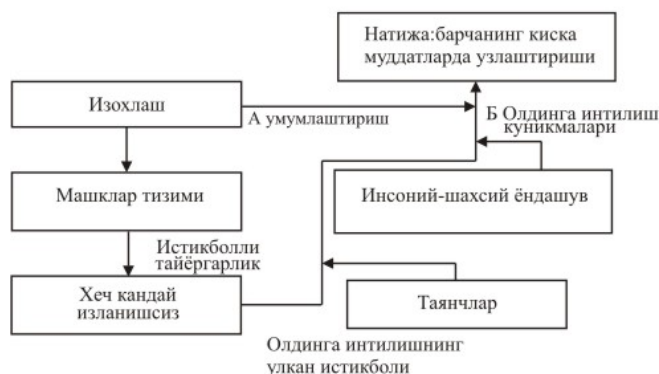 Натижа:барчанинг киска
муддатларда узлаштириши
Изохлаш
А умумлаштириш
Б Олдинга интилиш
куникмалари
Машклар тизими
Инсоний-шахсий ёндашув
Истикболли
тайёргарлик
Хеч кандай
изланишсиз
Таянчлар
Олдинга интилишнинг
улкан истикболи